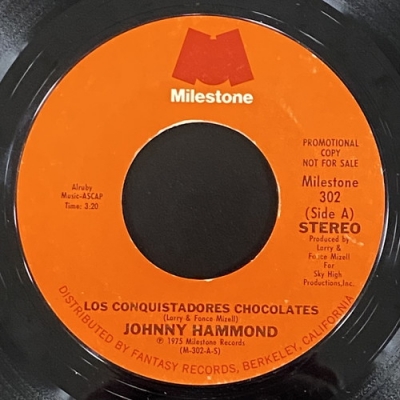 Milestone
PROMOTIONAL
COPY
NOT FOR SALE
Milestone
302
(Side A)
STEREO
Produced by
Larry &
Fonce Mizell
For
Sky High
Productions,Inc.
Alruby
Music-ASCAP
Time: 3:20
LOS CONQUISTADORES CHOCOLATES
(Larry & Fonce Mizell)
JOHNNY HAMMOND
℗ 1975 Milestone Records
(M-302-A-S)
DISTRIBUTED BY FANTASY RECORDS, BERKELEY, CALIFORNIA